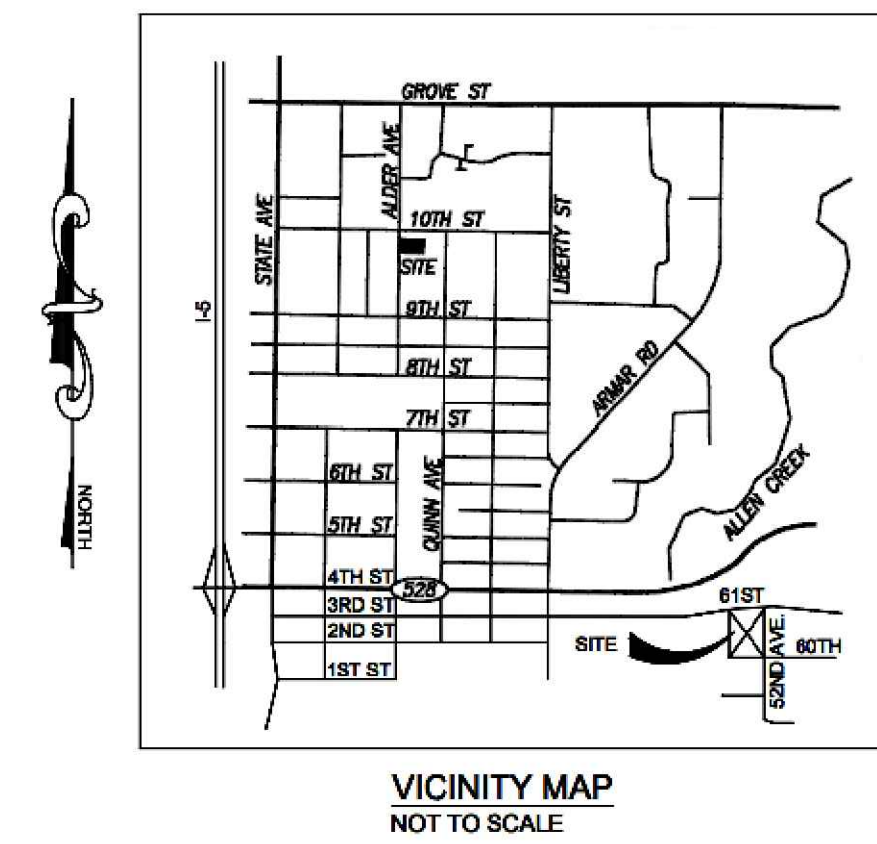 GROVE ST
ALDER AVE
STATE AVE
10TH ST
LIBERTY ST
SITE
I-5
9TH ST
8TH ST
ARMAR RD
7TH ST
6TH ST
QUINN AVE
5TH ST
ALLEN CREEK
NORTH
4TH ST
528
3RD ST
61ST
2ND ST
SITE
52ND AVE.
60TH
1ST ST
VICINITY MAP
NOT TO SCALE